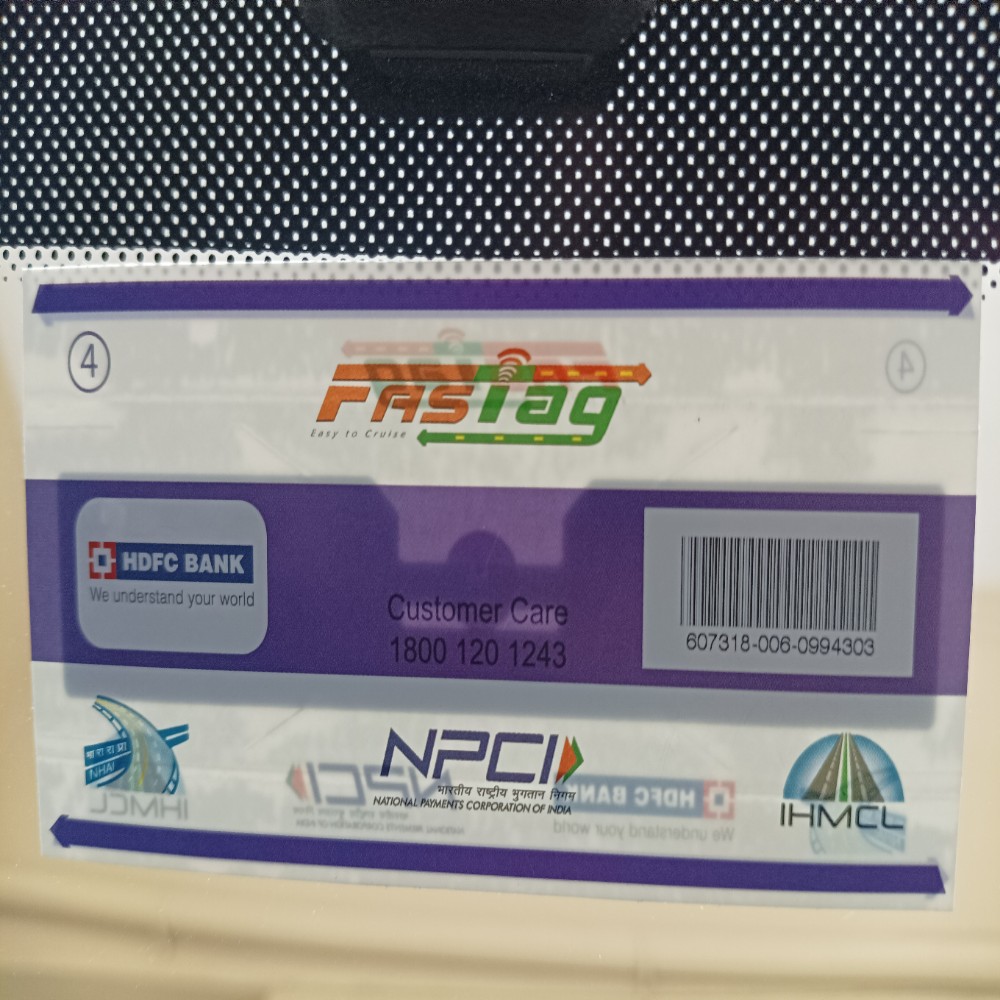 4
FASTag
Easy to Cruise
HDFC BANK
We understand your world
Customer Care
1800 120 1243
607318-006-0994303
भा रा रा प्रा
NHAI
NPCI
भारतीय राष्ट्रीय भुगतान निगम
NATIONAL PAYMENTS CORPORATION OF INDIA
IHMCL